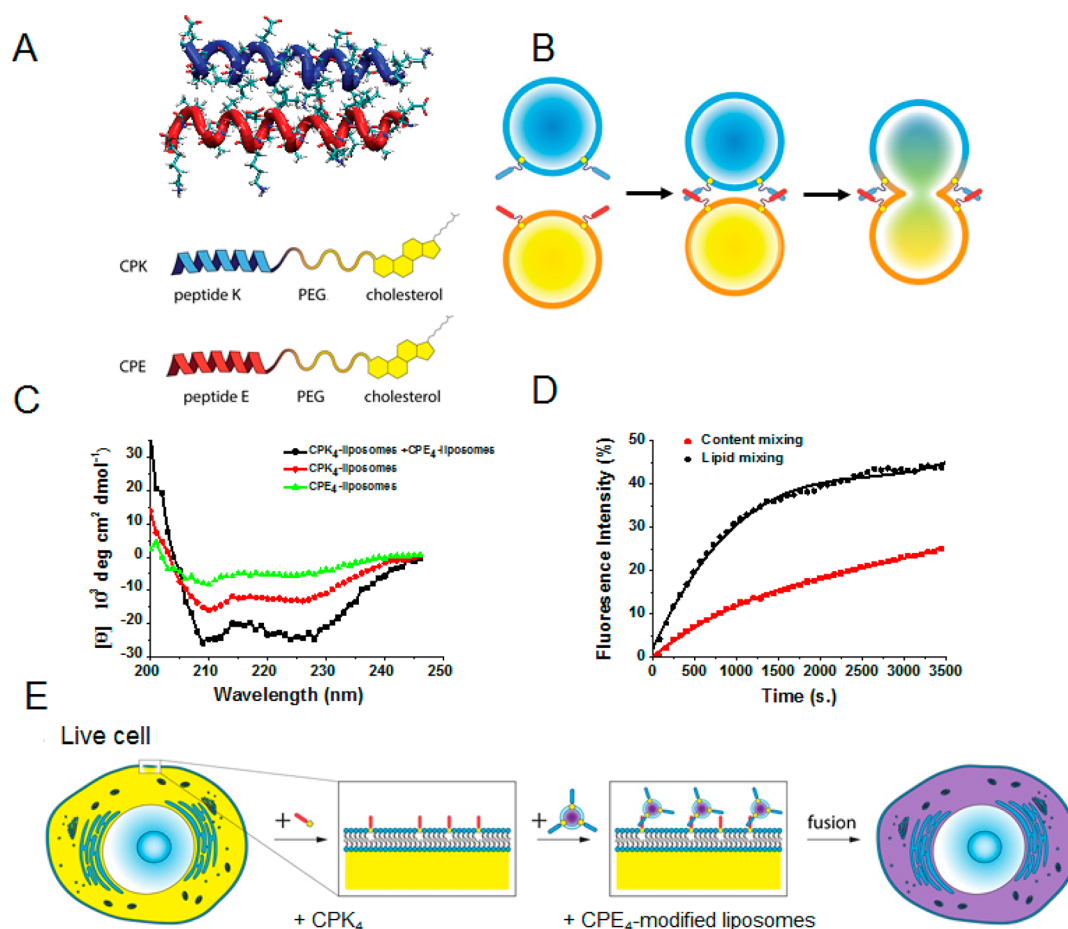 A
B
CPK
peptide K
PEG
cholesterol
CPE
peptide E
PEG
cholesterol
C
[θ] 10³ deg cm² dmol⁻¹
30
20
10
0
-10
-20
-30
CPK₄-liposomes +CPE₄-liposomes
CPK₄-liposomes
CPE₄-liposomes
200 210 220 230 240 250
Wavelength (nm)
D
Fluorescence Intensity (%)
50
40
30
20
10
0
Content mixing
Lipid mixing
0 500 1000 1500 2000 2500 3000 3500
Time (s.)
E
Live cell
+
+
fusion
+ CPK₄
+ CPE₄-modified liposomes